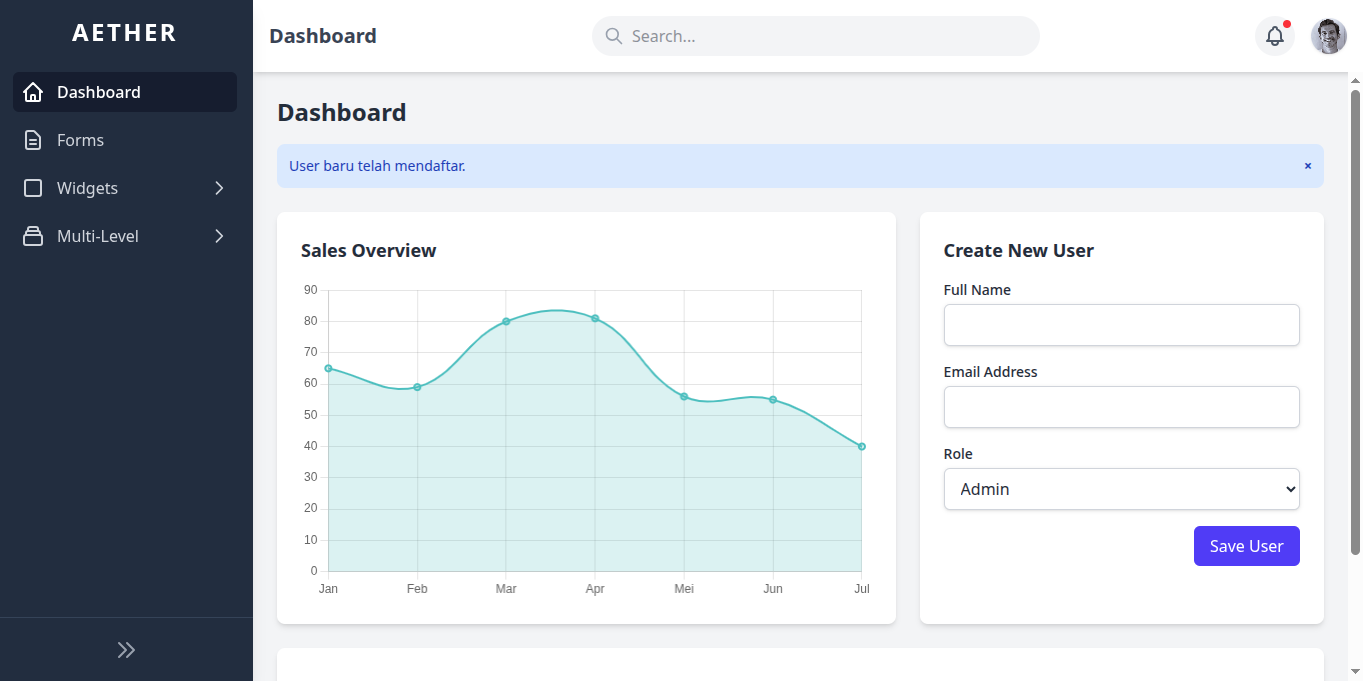 AETHER
Dashboard
Forms
Widgets
Multi-Level
Dashboard
Search...
Dashboard
User baru telah mendaftar.
×
Sales Overview
90
80
70
60
50
40
30
20
10
0
Jan Feb Mar Apr Mei Jun Jul
Create New User
Full Name
Email Address
Role
Admin
Save User